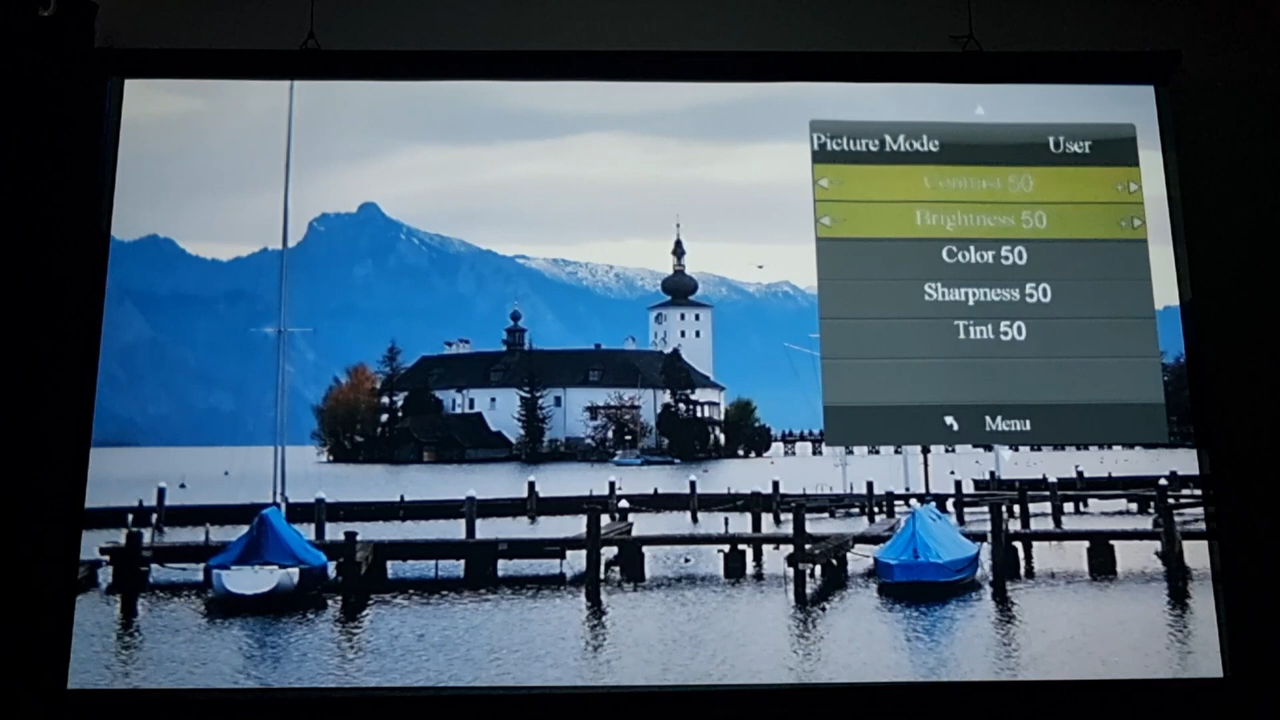 Picture Mode User
Contrast 50
Brightness 50
Color 50
Sharpness 50
Tint 50
Menu